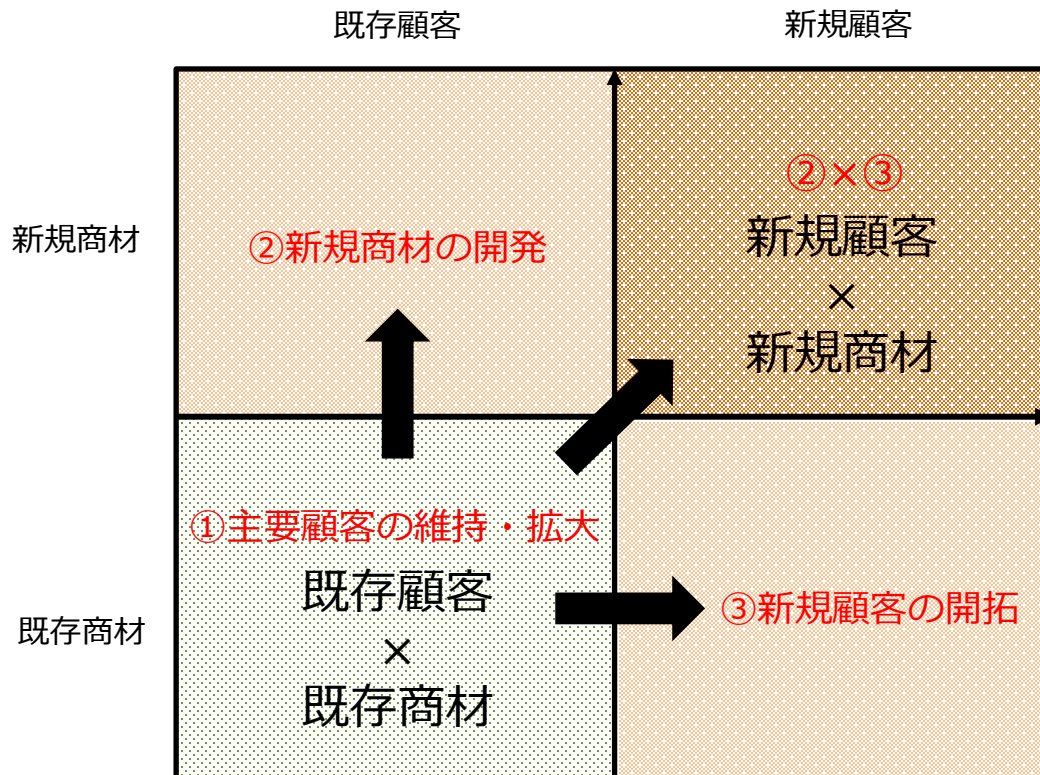 既存顧客
新規顧客
新規商材
②新規商材の開発
②×③
新規顧客
×
新規商材
既存商材
①主要顧客の維持・拡大
既存顧客
×
既存商材
③新規顧客の開拓